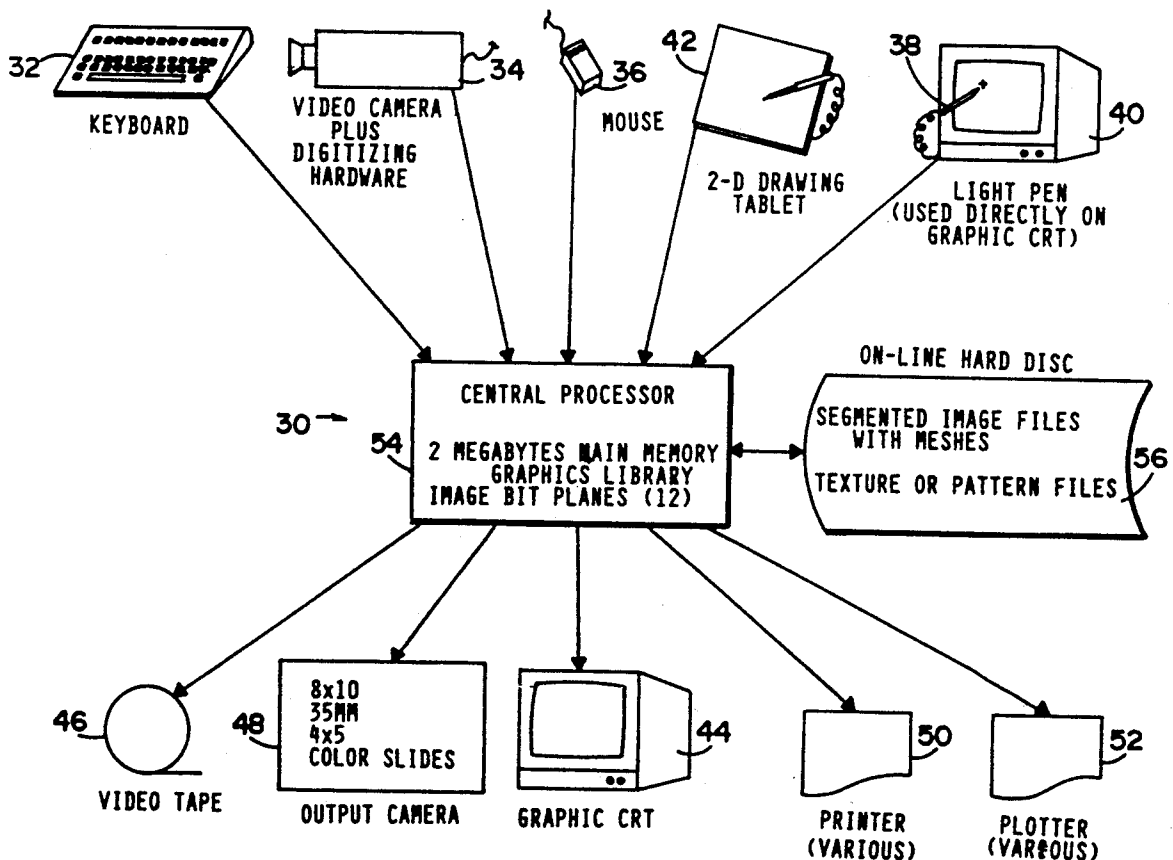 32
KEYBOARD
34
VIDEO CAMERA
PLUS
DIGITIZING
HARDWARE
36
MOUSE
42
2-D DRAWING
TABLET
38
40
LIGHT PEN
(USED DIRECTLY ON
GRAPHIC CRT)
30
54
CENTRAL PROCESSOR
2 MEGABYTES MAIN MEMORY
GRAPHICS LIBRARY
IMAGE BIT PLANES (12)
ON-LINE HARD DISC
SEGMENTED IMAGE FILES
WITH MESHES
TEXTURE OR PATTERN FILES
56
46
VIDEO TAPE
48
8x10
35MM
4x5
COLOR SLIDES
OUTPUT CAMERA
44
GRAPHIC CRT
50
PRINTER
(VARIOUS)
52
PLOTTER
(VARIOUS)